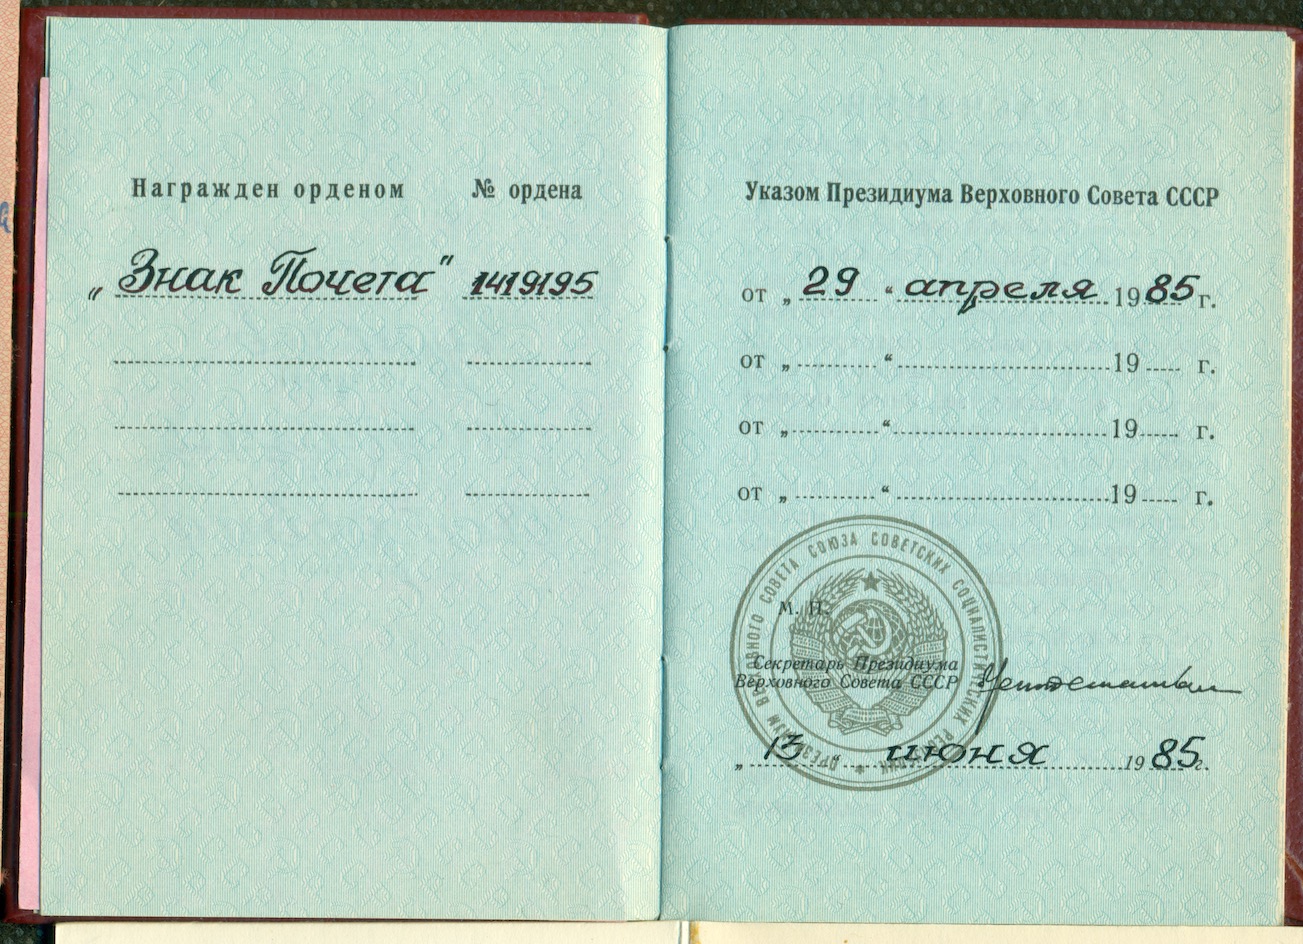 Награжден орденом № ордена
„Знак Почета" 1419195
Указом Президиума Верховного Совета СССР
от „29“ апреля 1985 г.
от „ “ 19 г.
от „ “ 19 г.
от „ “ 19 г.
ПРЕЗИДИУМ ВЕРХОВНОГО СОВЕТА СОЮЗА СОВЕТСКИХ СОЦИАЛИСТИЧЕСКИХ РЕСПУБЛИК
М. П.
Секретарь Президиума
Верховного Совета СССР
„13“ июня 1985 г.